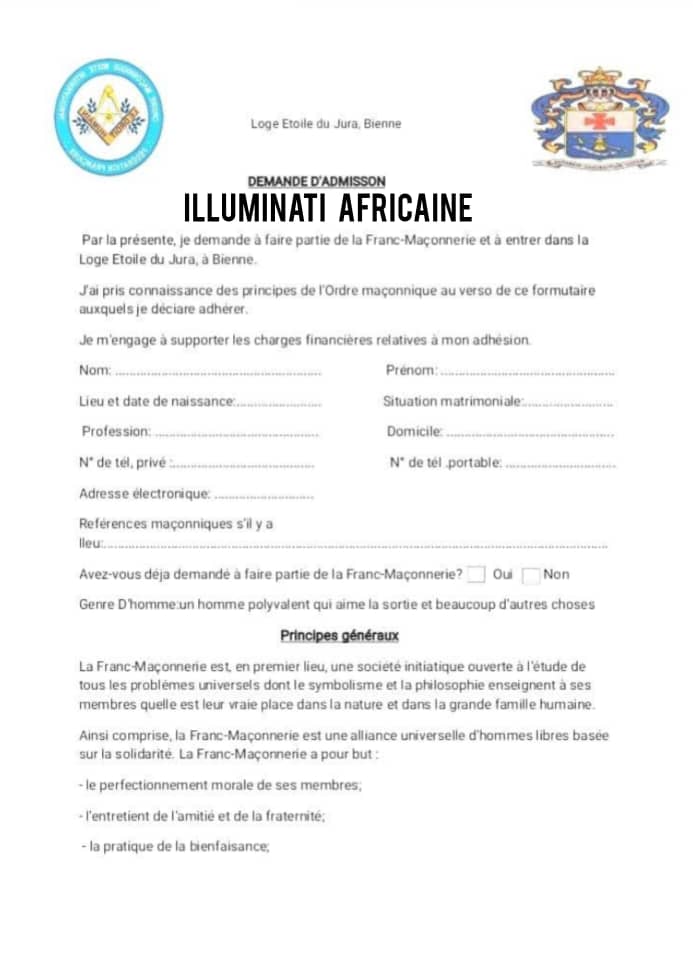 Loge Etoile du Jura, Bienne
DEMANDE D'ADMISSON
ILLUMINATI AFRICAINE
Par la présente, je demande à faire partie de la Franc-Maçonnerie et à entrer dans la
Loge Etoile du Jura, à Bienne.
J'ai pris connaissance des principes de l'Ordre maçonnique au verso de ce formutaire
auxquels je déclare adhérer.
Je m'engage à supporter les charges financières relatives à mon adhésion.
Nom: ........................................................ Prénom: ................................................
Lieu et date de naissance:....................... Situation matrimoniale:........................
Profession: ............................................. Domicile: ..............................................
N° de tél, privé :....................................... N° de tél .portable: ..............................
Adresse électronique: ...........................
Reférences maçonniques s'il y a
lleu:..........................................................................................................................................
Avez-vous déja demandé à faire partie de la Franc-Maçonnerie? Oui Non
Genre D'homme:un homme polyvalent qui aime la sortie et beaucoup d'autres choses
Principes généraux
La Franc-Maçonnerie est, en premier lieu, une société initiatique ouverte à l'étude de
tous les problèmes universels dont le symbolisme et la philosophie enseignent à ses
membres quelle est leur vraie place dans la nature et dans la grande famille humaine.
Ainsi comprise, la Franc-Maçonnerie est une alliance universelle d'hommes libres basée
sur la solidarité. La Franc-Maçonnerie a pour but :
- le perfectionnement morale de ses membres;
- l'entretient de l'amitié et de la fraternité;
- la pratique de la bienfaisance;